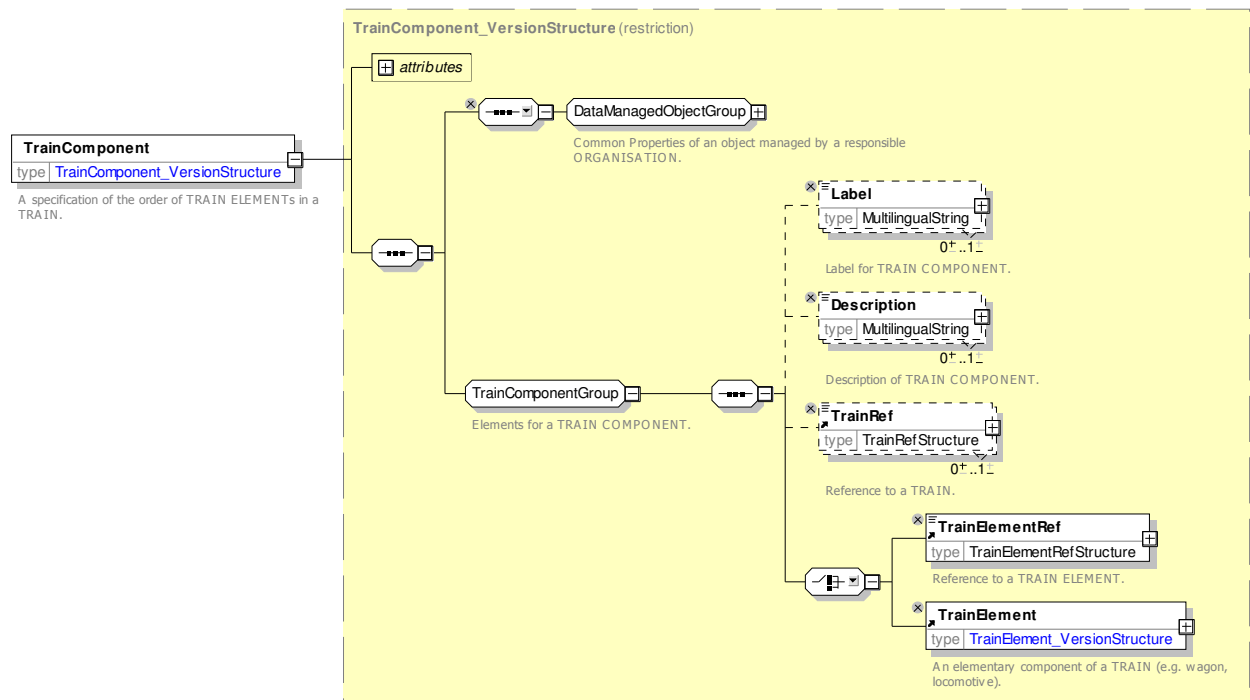 TrainComponent_VersionStructure (restriction)
attributes
DataManagedObjectGroup
Common Properties of an object managed by a responsible
ORGANISATION.
TrainComponent
type TrainComponent_VersionStructure
A specification of the order of TRAIN ELEMENTs in a
TRAIN.
Label
type MultilingualString
0..1
Label for TRAIN COMPONENT.
Description
type MultilingualString
0..1
Description of TRAIN COMPONENT.
TrainComponentGroup
Elements for a TRAIN COMPONENT.
TrainRef
type TrainRefStructure
0..1
Reference to a TRAIN.
TrainElementRef
type TrainElementRefStructure
Reference to a TRAIN ELEMENT.
TrainElement
type TrainElement_VersionStructure
An elementary component of a TRAIN (e.g. wagon,
locomotive).